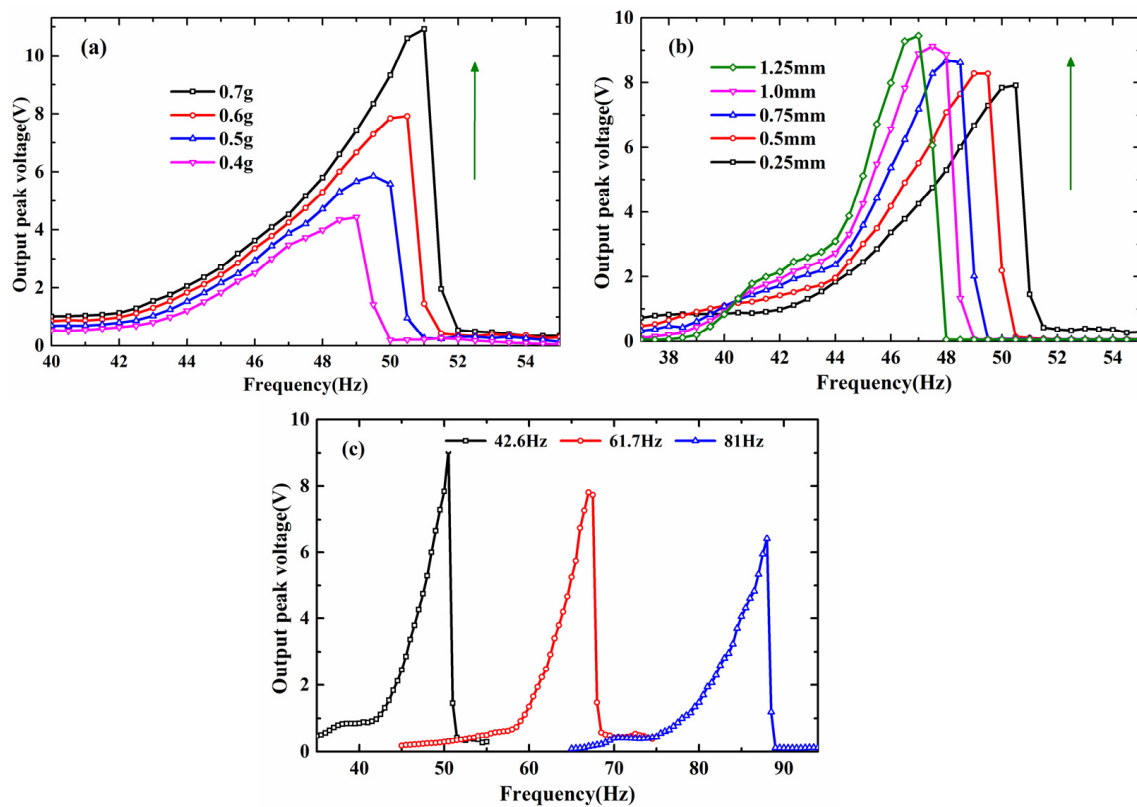 (a)
0.7g
0.6g
0.5g
0.4g
Output peak voltage(V)
10
8
6
4
2
0
40 42 44 46 48 50 52 54
Frequency(Hz)
(b)
1.25mm
1.0mm
0.75mm
0.5mm
0.25mm
Output peak voltage(V)
10
8
6
4
2
0
38 40 42 44 46 48 50 52 54
Frequency(Hz)
(c)
42.6Hz 61.7Hz 81Hz
Output peak voltage(V)
10
8
6
4
2
0
40 50 60 70 80 90
Frequency(Hz)